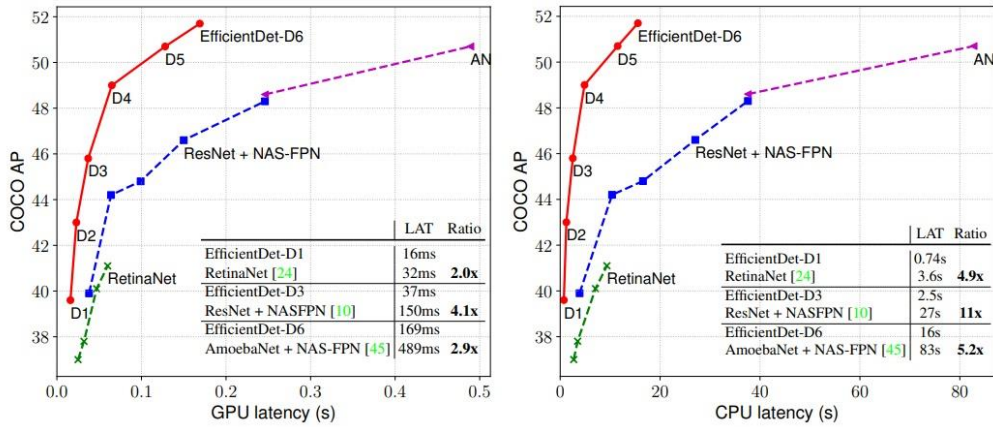 52
50
48
46
44
42
40
38
COCO AP
EfficientDet-D6
D5
AN
D4
D3
D2
D1
ResNet + NAS-FPN
RetinaNet
LAT Ratio
EfficientDet-D1 16ms
RetinaNet [24] 32ms 2.0x
EfficientDet-D3 37ms
ResNet + NASFPN [10] 150ms 4.1x
EfficientDet-D6 169ms
AmoebaNet + NAS-FPN [45] 489ms 2.9x
0.0 0.1 0.2 0.3 0.4 0.5
GPU latency (s)
52
50
48
46
44
42
40
38
COCO AP
EfficientDet-D6
D5
AN
D4
D3
D2
D1
ResNet + NAS-FPN
RetinaNet
LAT Ratio
EfficientDet-D1 0.74s
RetinaNet [24] 3.6s 4.9x
EfficientDet-D3 2.5s
ResNet + NASFPN [10] 27s 11x
EfficientDet-D6 16s
AmoebaNet + NAS-FPN [45] 83s 5.2x
0 20 40 60 80
CPU latency (s)